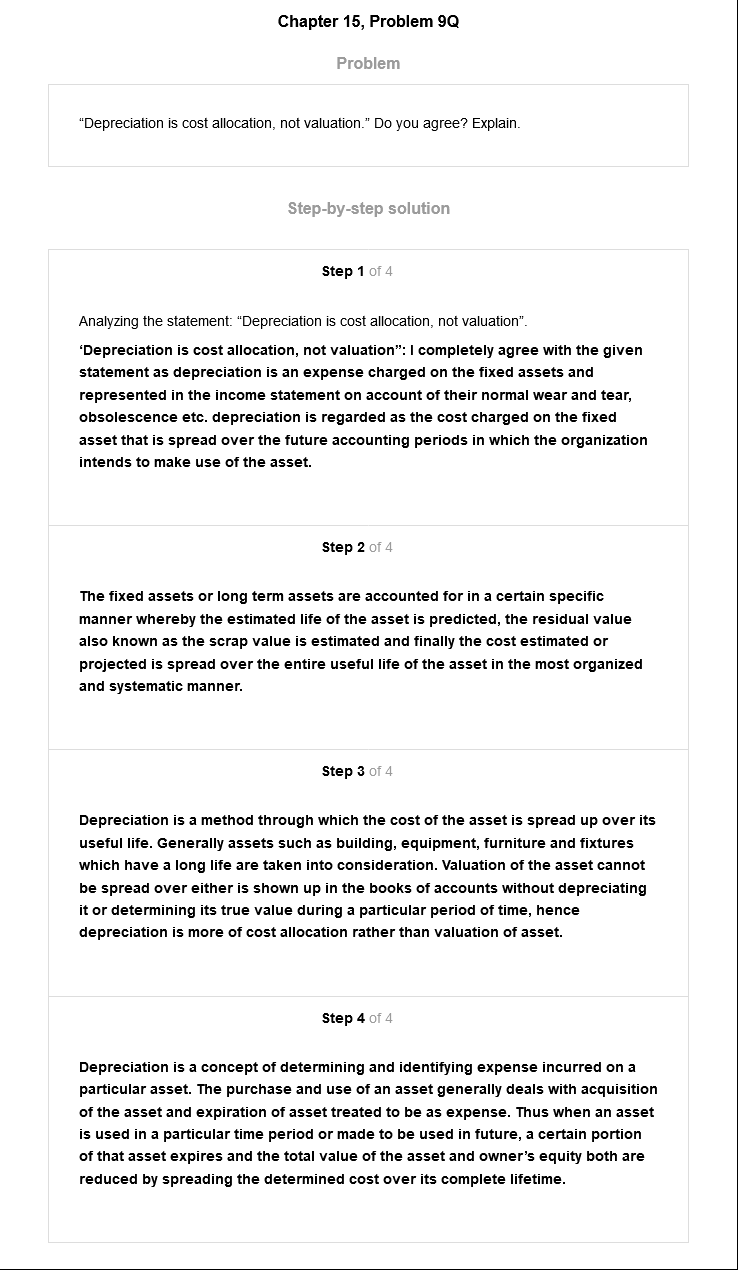 Chapter 15, Problem 9Q
Problem
“Depreciation is cost allocation, not valuation.” Do you agree? Explain.
Step-by-step solution
Step 1 of 4
Analyzing the statement: “Depreciation is cost allocation, not valuation”.
‘Depreciation is cost allocation, not valuation”: I completely agree with the given
statement as depreciation is an expense charged on the fixed assets and
represented in the income statement on account of their normal wear and tear,
obsolescence etc. depreciation is regarded as the cost charged on the fixed
asset that is spread over the future accounting periods in which the organization
intends to make use of the asset.
Step 2 of 4
The fixed assets or long term assets are accounted for in a certain specific
manner whereby the estimated life of the asset is predicted, the residual value
also known as the scrap value is estimated and finally the cost estimated or
projected is spread over the entire useful life of the asset in the most organized
and systematic manner.
Step 3 of 4
Depreciation is a method through which the cost of the asset is spread up over its
useful life. Generally assets such as building, equipment, furniture and fixtures
which have a long life are taken into consideration. Valuation of the asset cannot
be spread over either is shown up in the books of accounts without depreciating
it or determining its true value during a particular period of time, hence
depreciation is more of cost allocation rather than valuation of asset.
Step 4 of 4
Depreciation is a concept of determining and identifying expense incurred on a
particular asset. The purchase and use of an asset generally deals with acquisition
of the asset and expiration of asset treated to be as expense. Thus when an asset
is used in a particular time period or made to be used in future, a certain portion
of that asset expires and the total value of the asset and owner’s equity both are
reduced by spreading the determined cost over its complete lifetime.